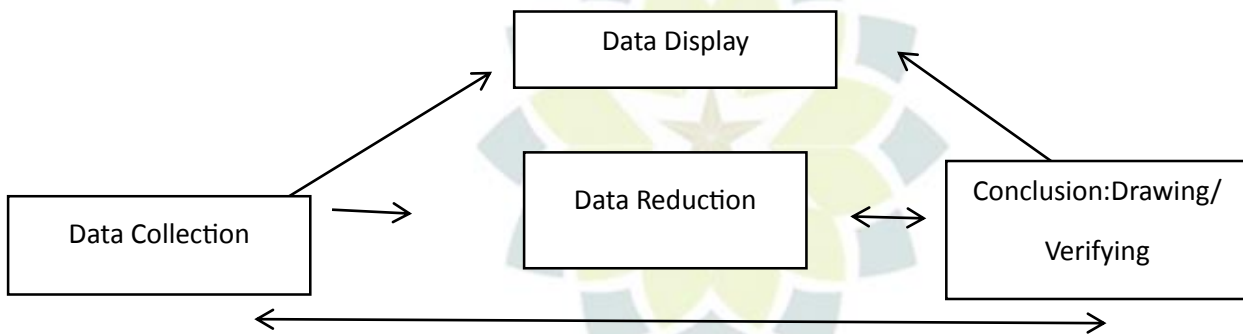 Data Display
Data Reduction
Data Collection
Conclusion:Drawing/
Verifying